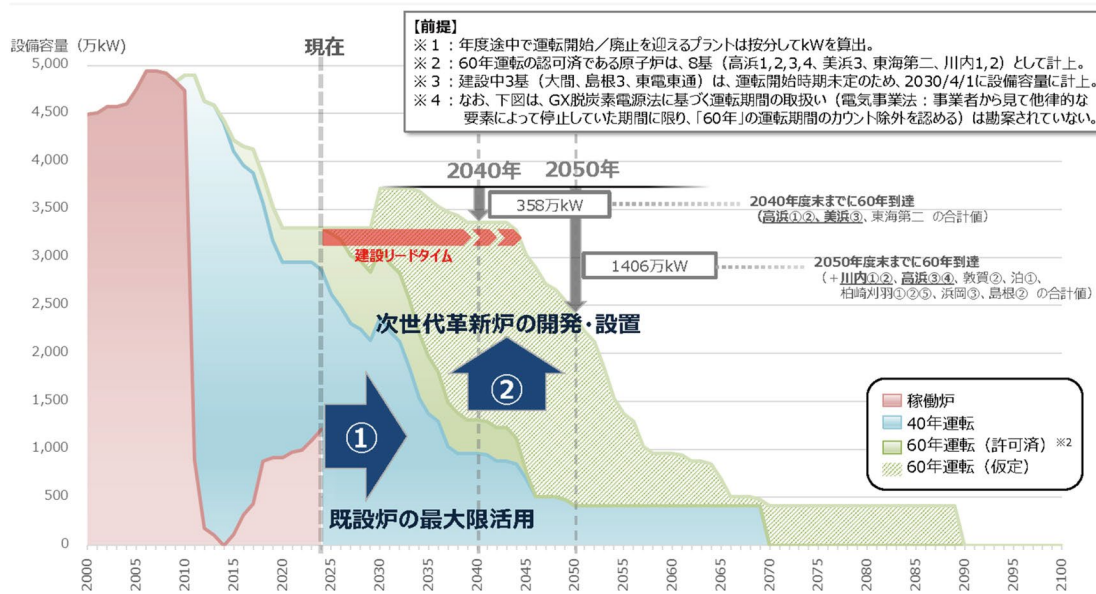 【前提】
※1:年度途中で運転開始/廃止を迎えるプラントは按分してkWを算出。
※2:60年運転の認可済である原子炉は、8基(高浜1,2,3,4、美浜3、東海第二、川内1,2)として計上。
※3:建設中3基(大間、島根3、東電東通)は、運転開始時期未定のため、2030/4/1に設備容量に計上。
※4:なお、下図は、GX脱炭素電源法に基づく運転期間の取扱い(電気事業法:事業者から見て他律的な
要素によって停止していた期間に限り、「60年」の運転期間のカウント除外を認める)は勘案されていない。
設備容量(万kW)
現在
5,000
4,500
4,000
3,500
3,000
2,500
2,000
1,500
1,000
500
0
2040年
2050年
358万kW
2040年度末までに60年到達
(高浜①②、美浜③、東海第二 の合計値)
建設リードタイム
1406万kW
2050年度末までに60年到達
(+川内①②、高浜③④、敦賀②、泊①、
柏崎刈羽①②⑤、浜岡③、島根② の合計値)
次世代革新炉の開発・設置
②
①
既設炉の最大限活用
稼働炉
40年運転
60年運転(許可済)※2
60年運転(仮定)
2000
2005
2010
2015
2020
2025
2030
2035
2040
2045
2050
2055
2060
2065
2070
2075
2080
2085
2090
2095
2100